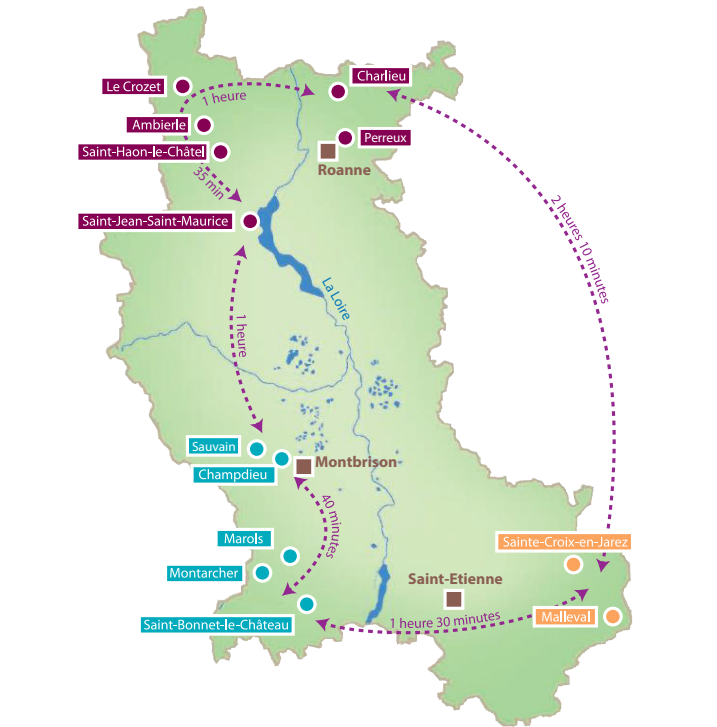 Charlieu
Le Crozet
1 heure
Ambierle
Perreux
Saint-Haon-le-Châtel
Roanne
35 min
Saint-Jean-Saint-Maurice
2 heures 10 minutes
La Loire
1 heure
Sauvain
Montbrison
Champdieu
40 minutes
Marols
Sainte-Croix-en-Jarez
Montarcher
Saint-Etienne
Malleval
Saint-Bonnet-le-Château
1 heure 30 minutes